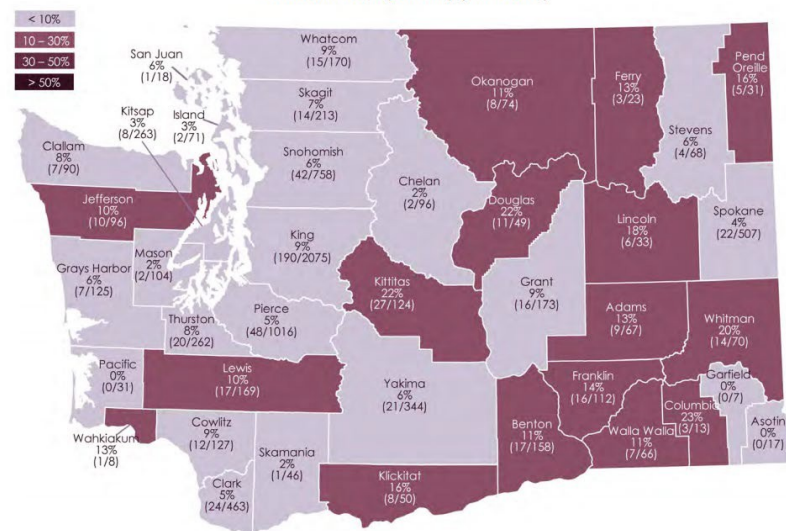 < 10%
10 – 30%
30 – 50%
> 50%
San Juan
6%
(1/18)
Whatcom
9%
(15/170)
Okanogan
11%
(8/74)
Ferry
13%
(3/23)
Pend
Oreille
16%
(5/31)
Skagit
7%
(14/213)
Kitsap
3%
(8/263)
Island
3%
(2/71)
Stevens
6%
(4/68)
Clallam
8%
(7/90)
Snohomish
6%
(42/758)
Chelan
2%
(2/96)
Douglas
22%
(11/49)
Jefferson
10%
(10/96)
Lincoln
18%
(6/33)
Spokane
4%
(22/507)
King
9%
(190/2075)
Mason
2%
(2/104)
Grays Harbor
6%
(7/125)
Kittitas
22%
(27/124)
Grant
9%
(16/173)
Adams
13%
(9/67)
Whitman
20%
(14/70)
Pierce
5%
(48/1016)
Thurston
8%
(20/262)
Pacific
0%
(0/31)
Lewis
10%
(17/169)
Yakima
6%
(21/344)
Franklin
14%
(16/112)
Garfield
0%
(0/7)
Columbia
23%
(3/13)
Asotin
0%
(0/17)
Benton
11%
(17/158)
Walla Walla
11%
(7/66)
Wahkiakum
13%
(1/8)
Cowlitz
9%
(12/127)
Skamania
2%
(1/46)
Klickitat
16%
(8/50)
Clark
5%
(24/463)